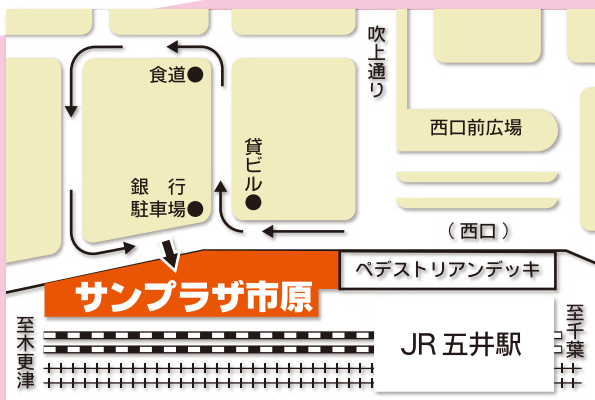 吹上通り
食道
西口前広場
貸ビル
銀　行
駐車場
（西口）
ペデストリアンデッキ
サンプラザ市原
至木更津
JR 五井駅
至千葉